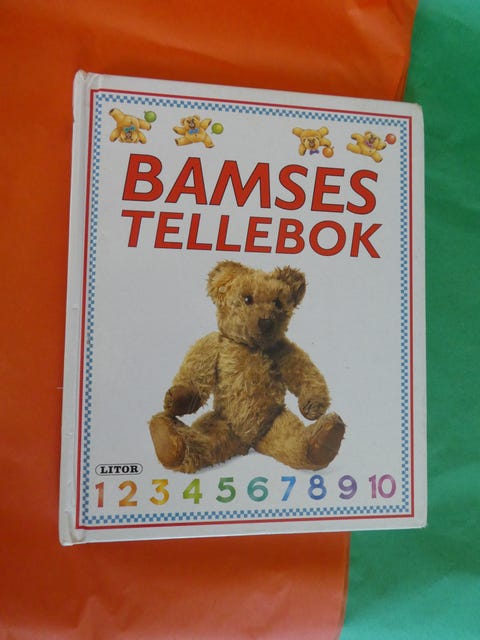 BAMSES
TELLEBOK
LITOR
1 2 3 4 5 6 7 8 9 10